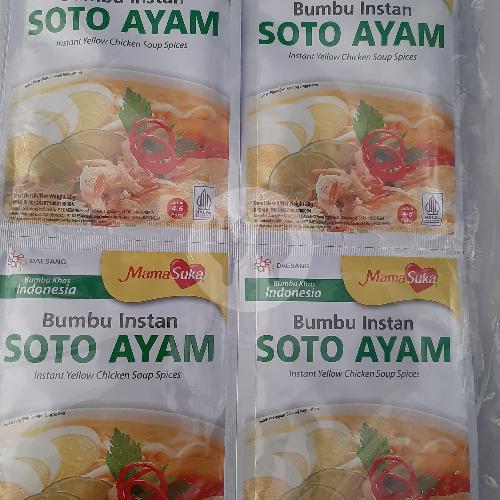 Bumbu Instan
SOTO AYAM
Instant Yellow Chicken Soup Spices
HALAL
Bumbu Instan
SOTO AYAM
Instant Yellow Chicken Soup Spices
HALAL
DAESANG
MamaSuka
Bumbu Khas
Indonesia
Bumbu Instan
SOTO AYAM
Instant Yellow Chicken Soup Spices
DAESANG
MamaSuka
Bumbu Khas
Indonesia
Bumbu Instan
SOTO AYAM
Instant Yellow Chicken Soup Spices